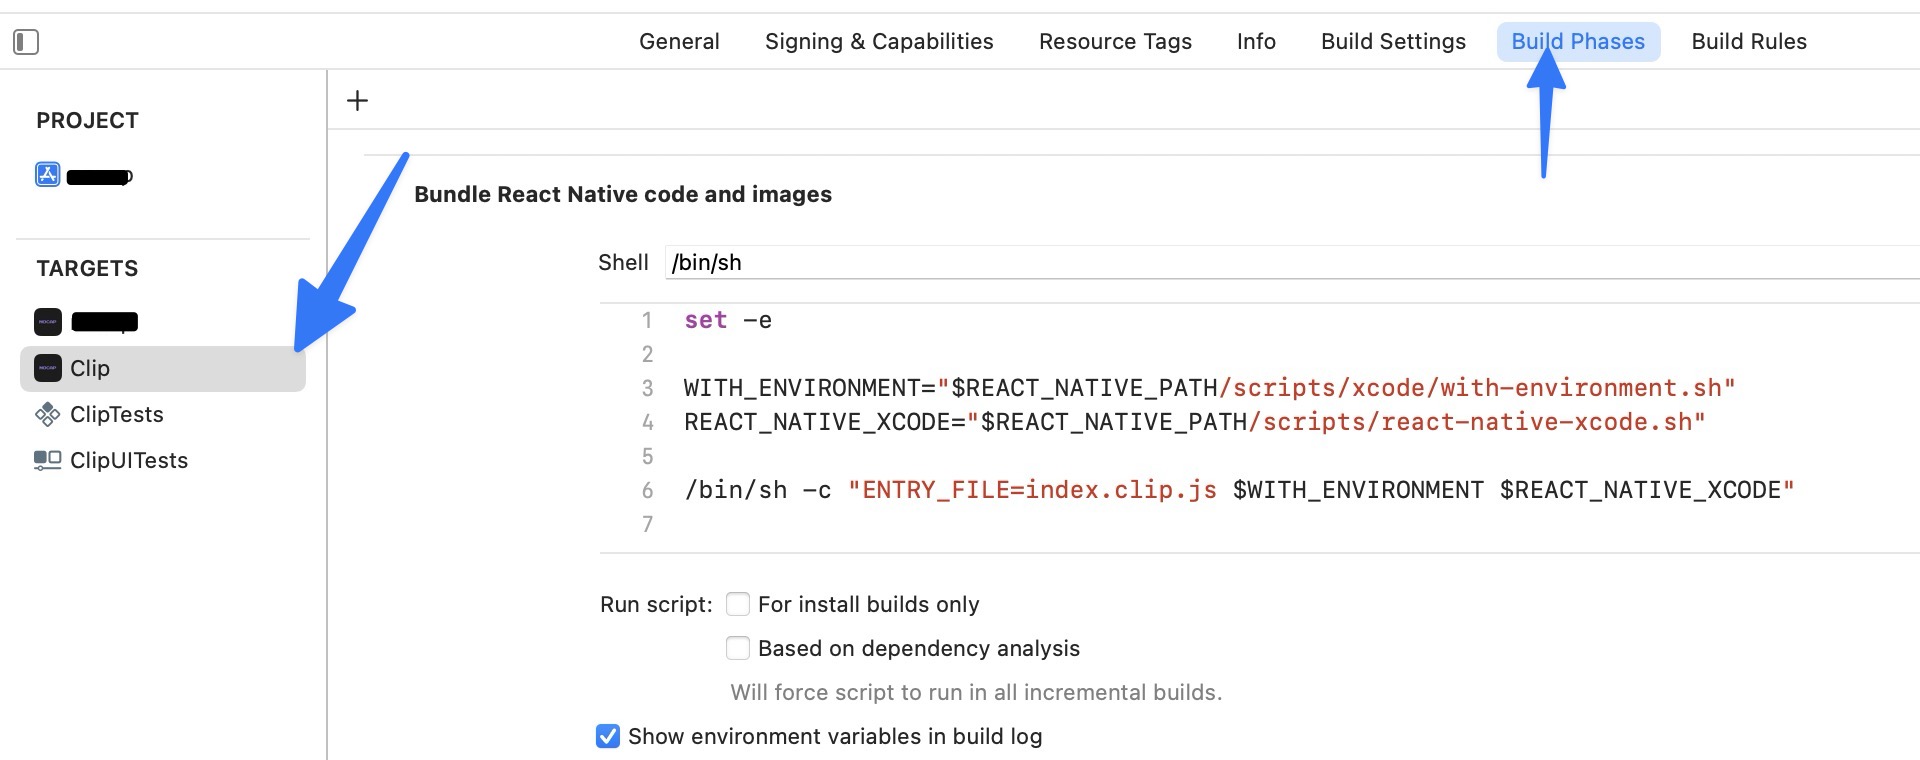 General Signing & Capabilities Resource Tags Info Build Settings Build Phases Build Rules
PROJECT
TARGETS
Clip
ClipTests
ClipUITests
Bundle React Native code and images
Shell /bin/sh
1 set -e
2
3 WITH_ENVIRONMENT="$REACT_NATIVE_PATH/scripts/xcode/with-environment.sh"
4 REACT_NATIVE_XCODE="$REACT_NATIVE_PATH/scripts/react-native-xcode.sh"
5
6 /bin/sh -c "ENTRY_FILE=index.clip.js $WITH_ENVIRONMENT $REACT_NATIVE_XCODE"
7
Run script: For install builds only
Based on dependency analysis
Will force script to run in all incremental builds.
Show environment variables in build log